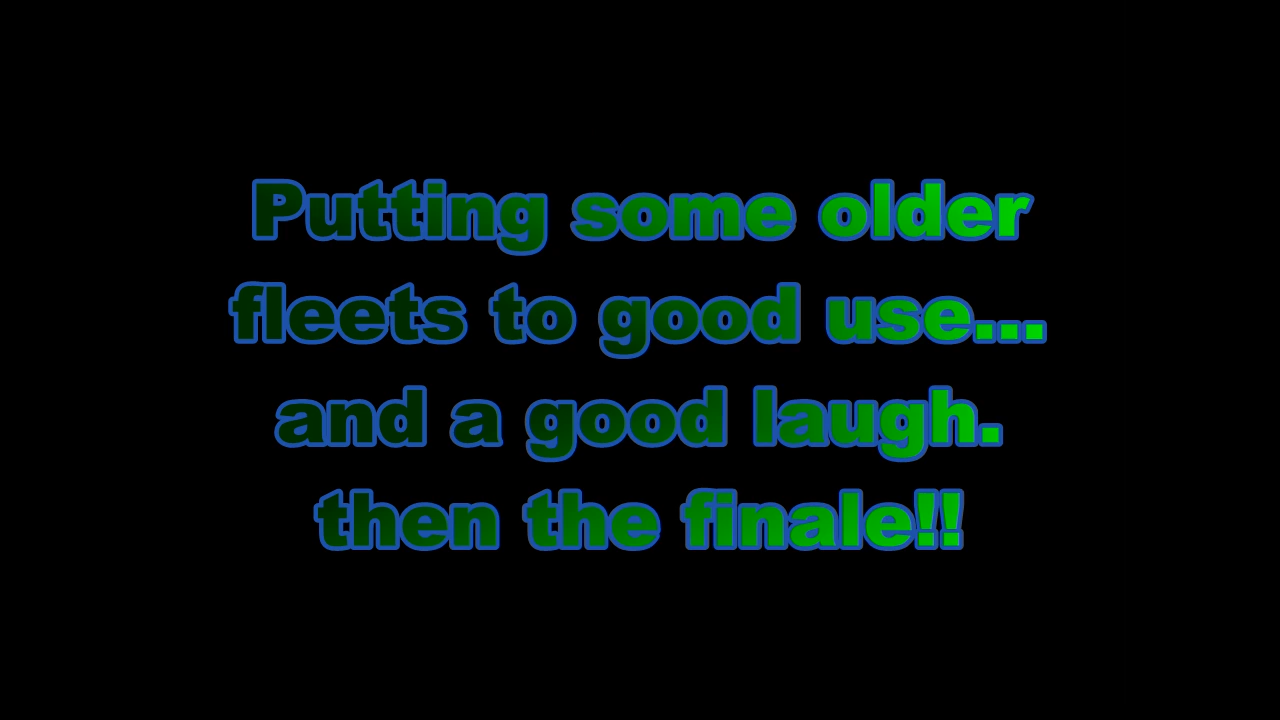 Putting some older
fleets to good use...
and a good laugh.
then the finale!!